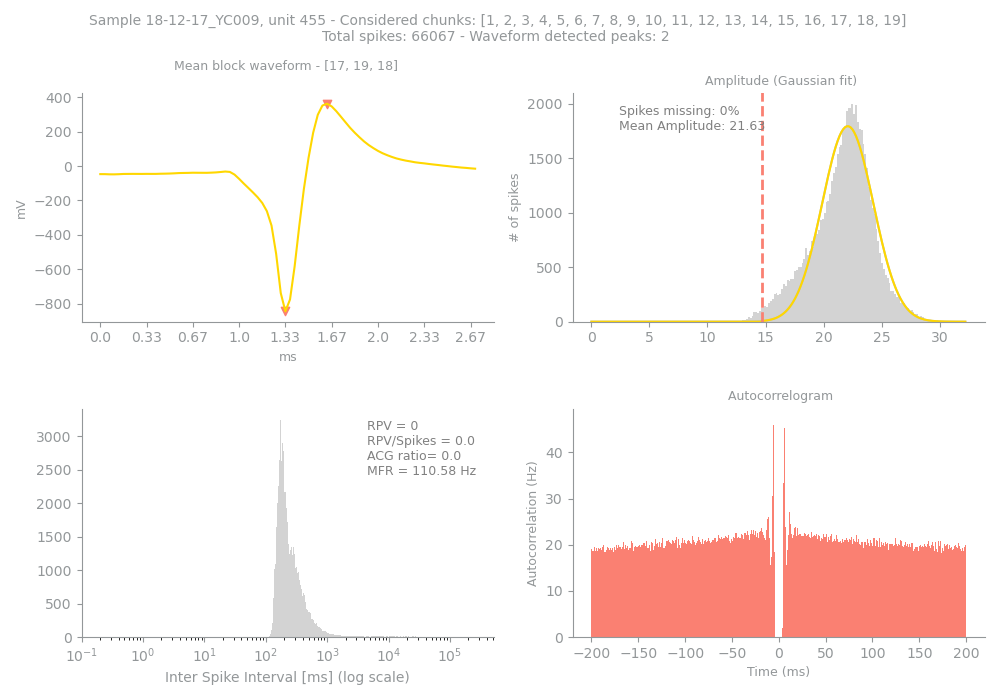 Sample 18-12-17_YC009, unit 455 - Considered chunks: [1, 2, 3, 4, 5, 6, 7, 8, 9, 10, 11, 12, 13, 14, 15, 16, 17, 18, 19]
Total spikes: 66067 - Waveform detected peaks: 2
Mean block waveform - [17, 19, 18]
400
200
0
−200
−400
−600
−800
mV
0.0 0.33 0.67 1.0 1.33 1.67 2.0 2.33 2.67
ms
Amplitude (Gaussian fit)
Spikes missing: 0%
Mean Amplitude: 21.63
2000
1500
1000
500
0
# of spikes
0 5 10 15 20 25 30
RPV = 0
RPV/Spikes = 0.0
ACG ratio= 0.0
MFR = 110.58 Hz
3000
2500
2000
1500
1000
500
0
10⁻¹ 10⁰ 10¹ 10² 10³ 10⁴ 10⁵
Inter Spike Interval [ms] (log scale)
Autocorrelogram
40
30
20
10
0
Autocorrelation (Hz)
−200 −150 −100 −50 0 50 100 150 200
Time (ms)